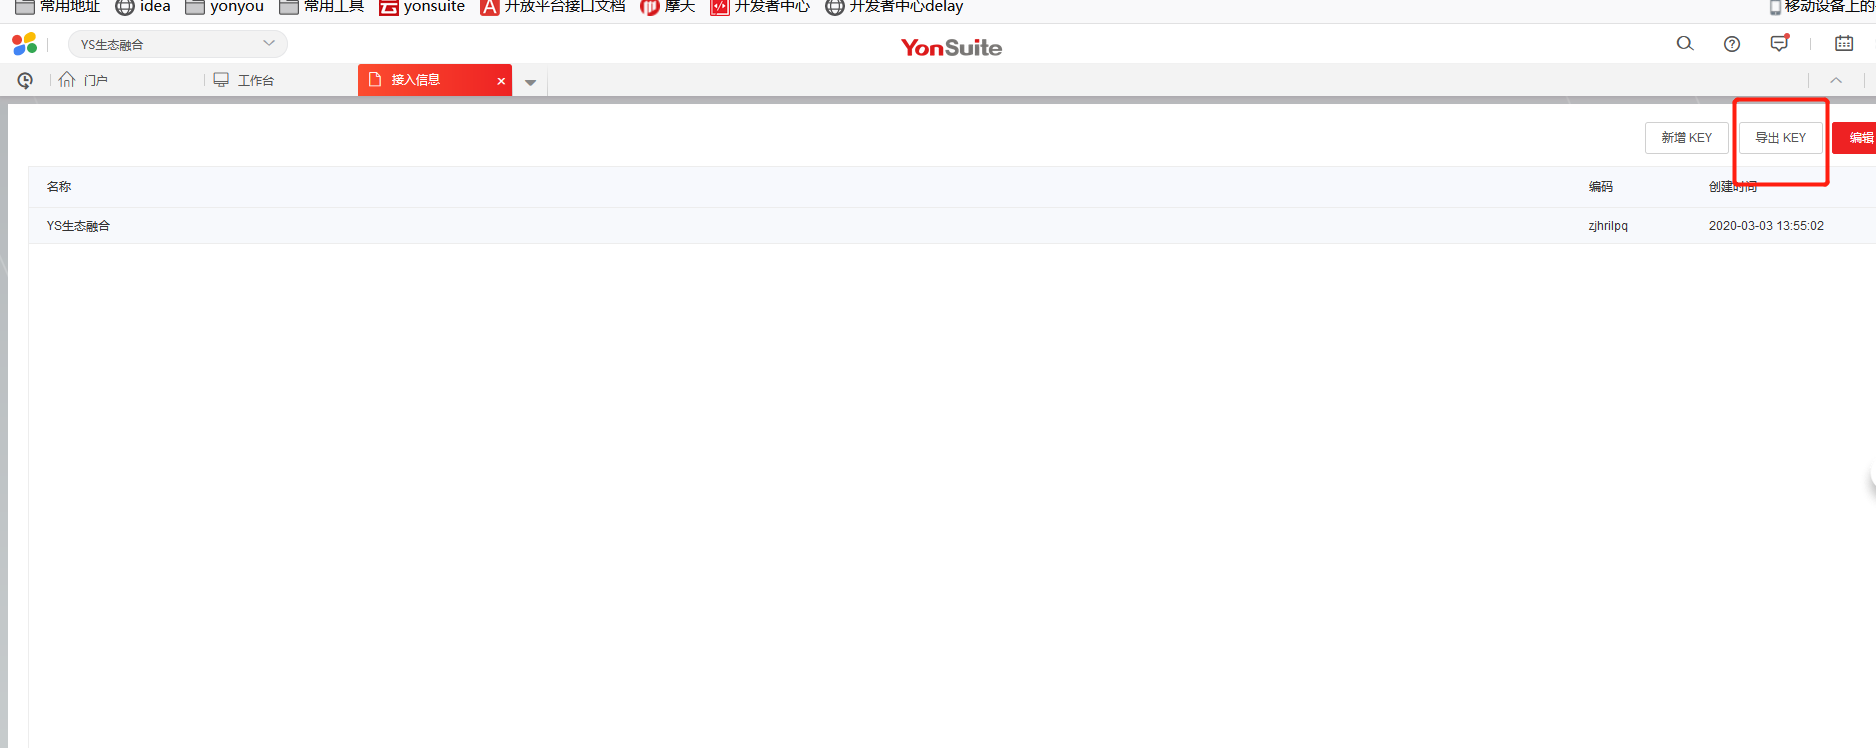 常用地址 idea yonyou 常用工具 yonsuite 开放平台接口文档 摩天 开发者中心 开发者中心delay 移动设备上的
YS生态融合 YonSuite
门户 工作台 接入信息
新增 KEY 导出 KEY 编辑
名称 编码 创建时间
YS生态融合 zjhrilpq 2020-03-03 13:55:02